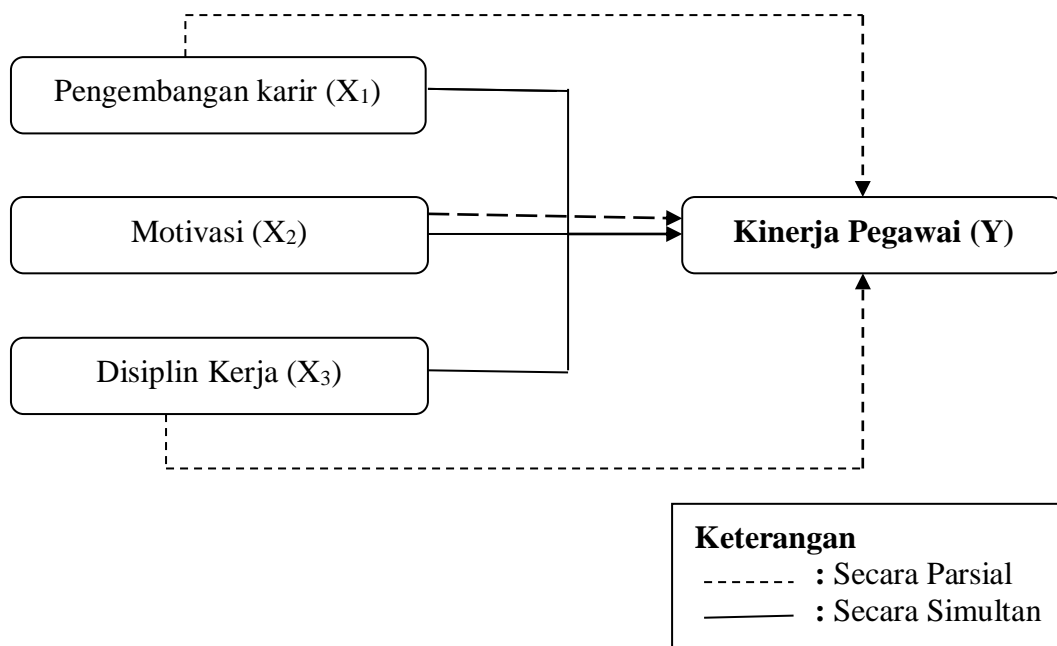 Pengembangan karir (X₁)
Motivasi (X₂)
Kinerja Pegawai (Y)
Disiplin Kerja (X₃)
Keterangan
: Secara Parsial
: Secara Simultan